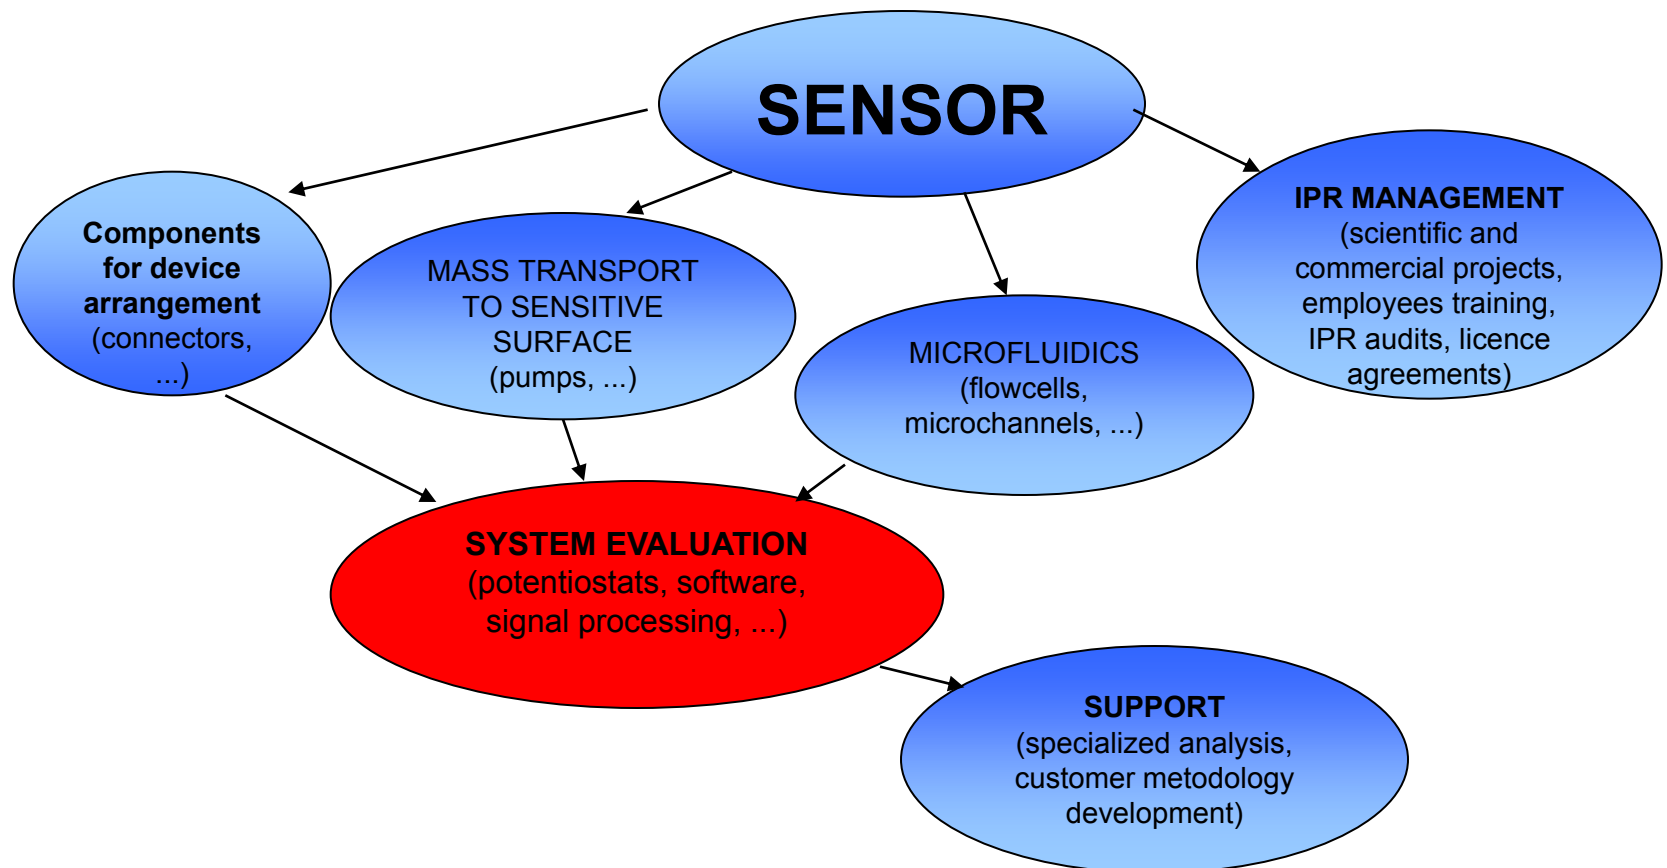 SENSOR
Components
for device
arrangement
(connectors,
...)
MASS TRANSPORT
TO SENSITIVE
SURFACE
(pumps, ...)
MICROFLUIDICS
(flowcells,
microchannels, ...)
IPR MANAGEMENT
(scientific and
commercial projects,
employees training,
IPR audits, licence
agreements)
SYSTEM EVALUATION
(potentiostats, software,
signal processing, ...)
SUPPORT
(specialized analysis,
customer metodology
development)